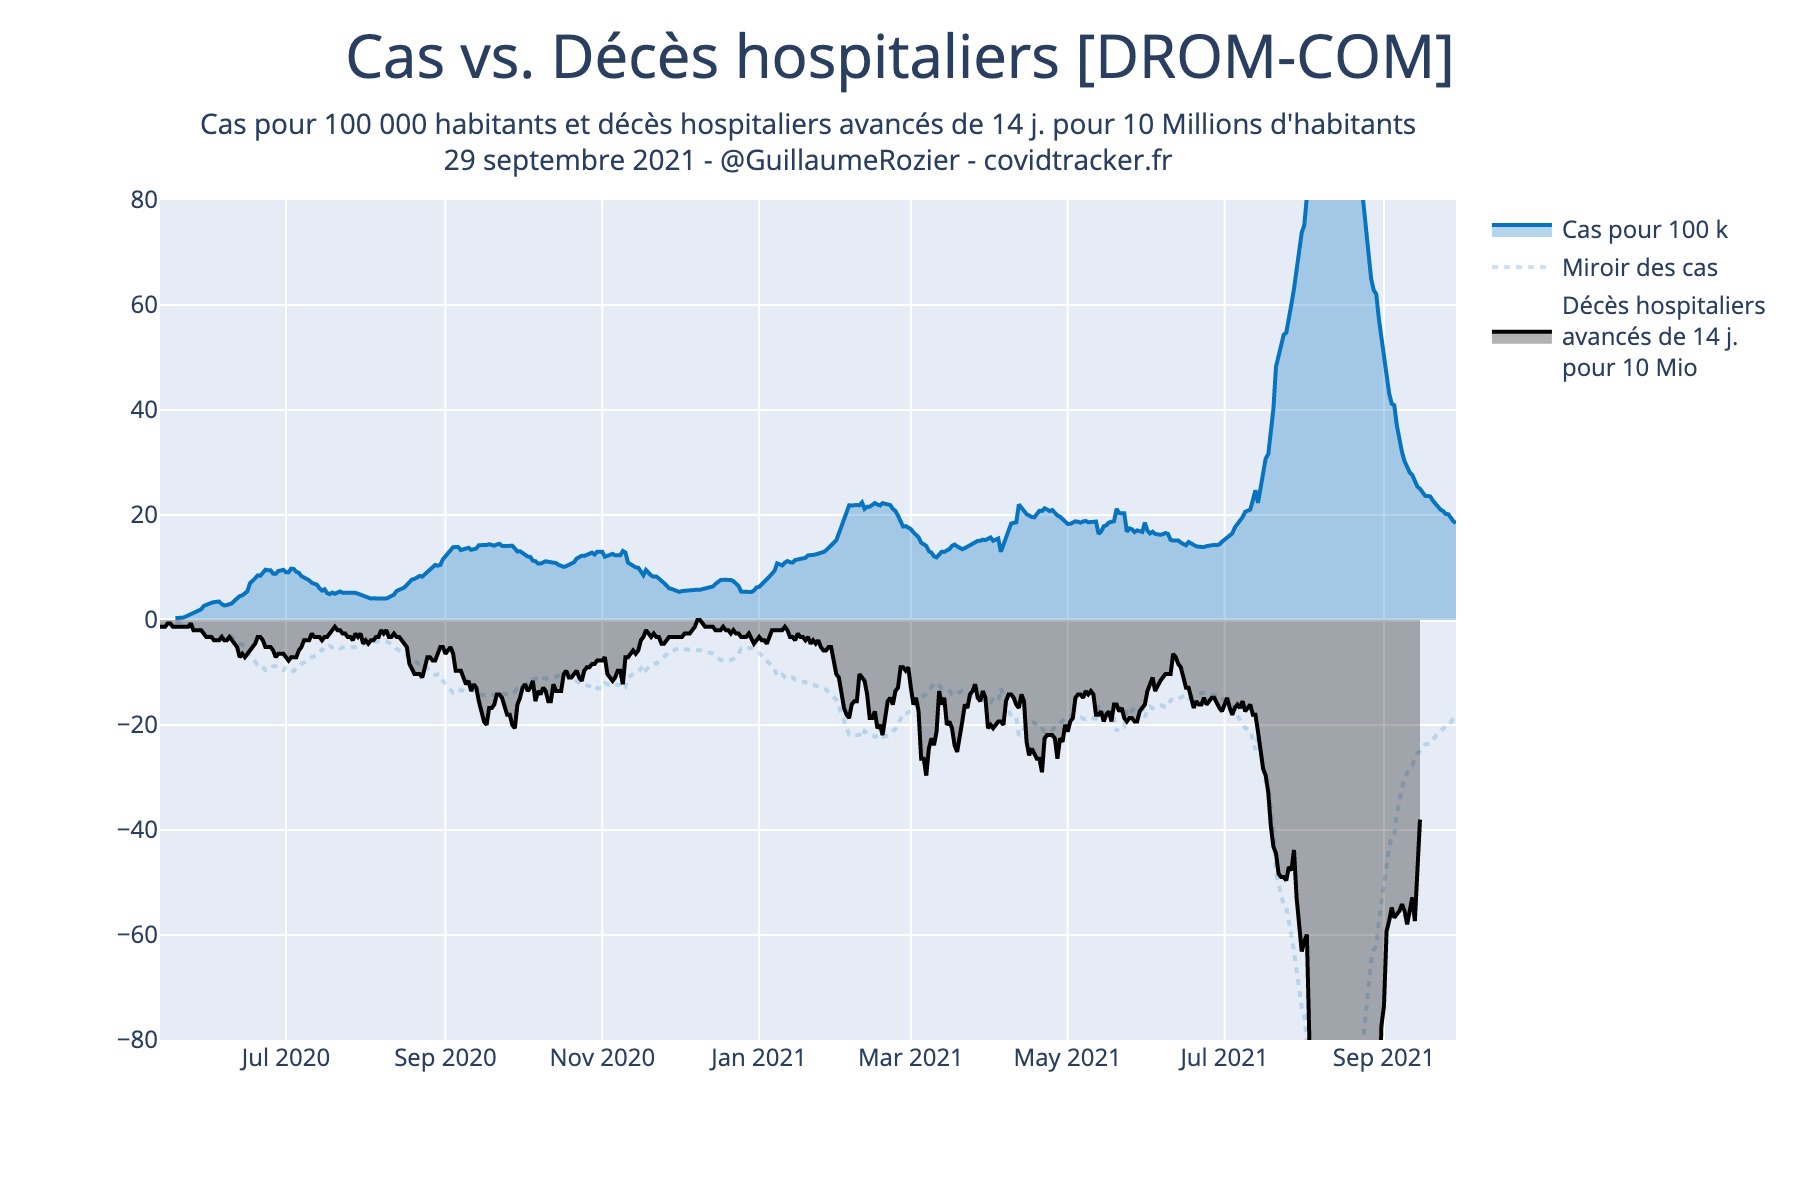 Cas vs. Décès hospitaliers [DROM-COM]
Cas pour 100 000 habitants et décès hospitaliers avancés de 14 j. pour 10 Millions d'habitants
29 septembre 2021 - @GuillaumeRozier - covidtracker.fr
80
60
40
20
0
−20
−40
−60
−80
Jul 2020
Sep 2020
Nov 2020
Jan 2021
Mar 2021
May 2021
Jul 2021
Sep 2021
Cas pour 100 k
Miroir des cas
Décès hospitaliers
avancés de 14 j.
pour 10 Mio